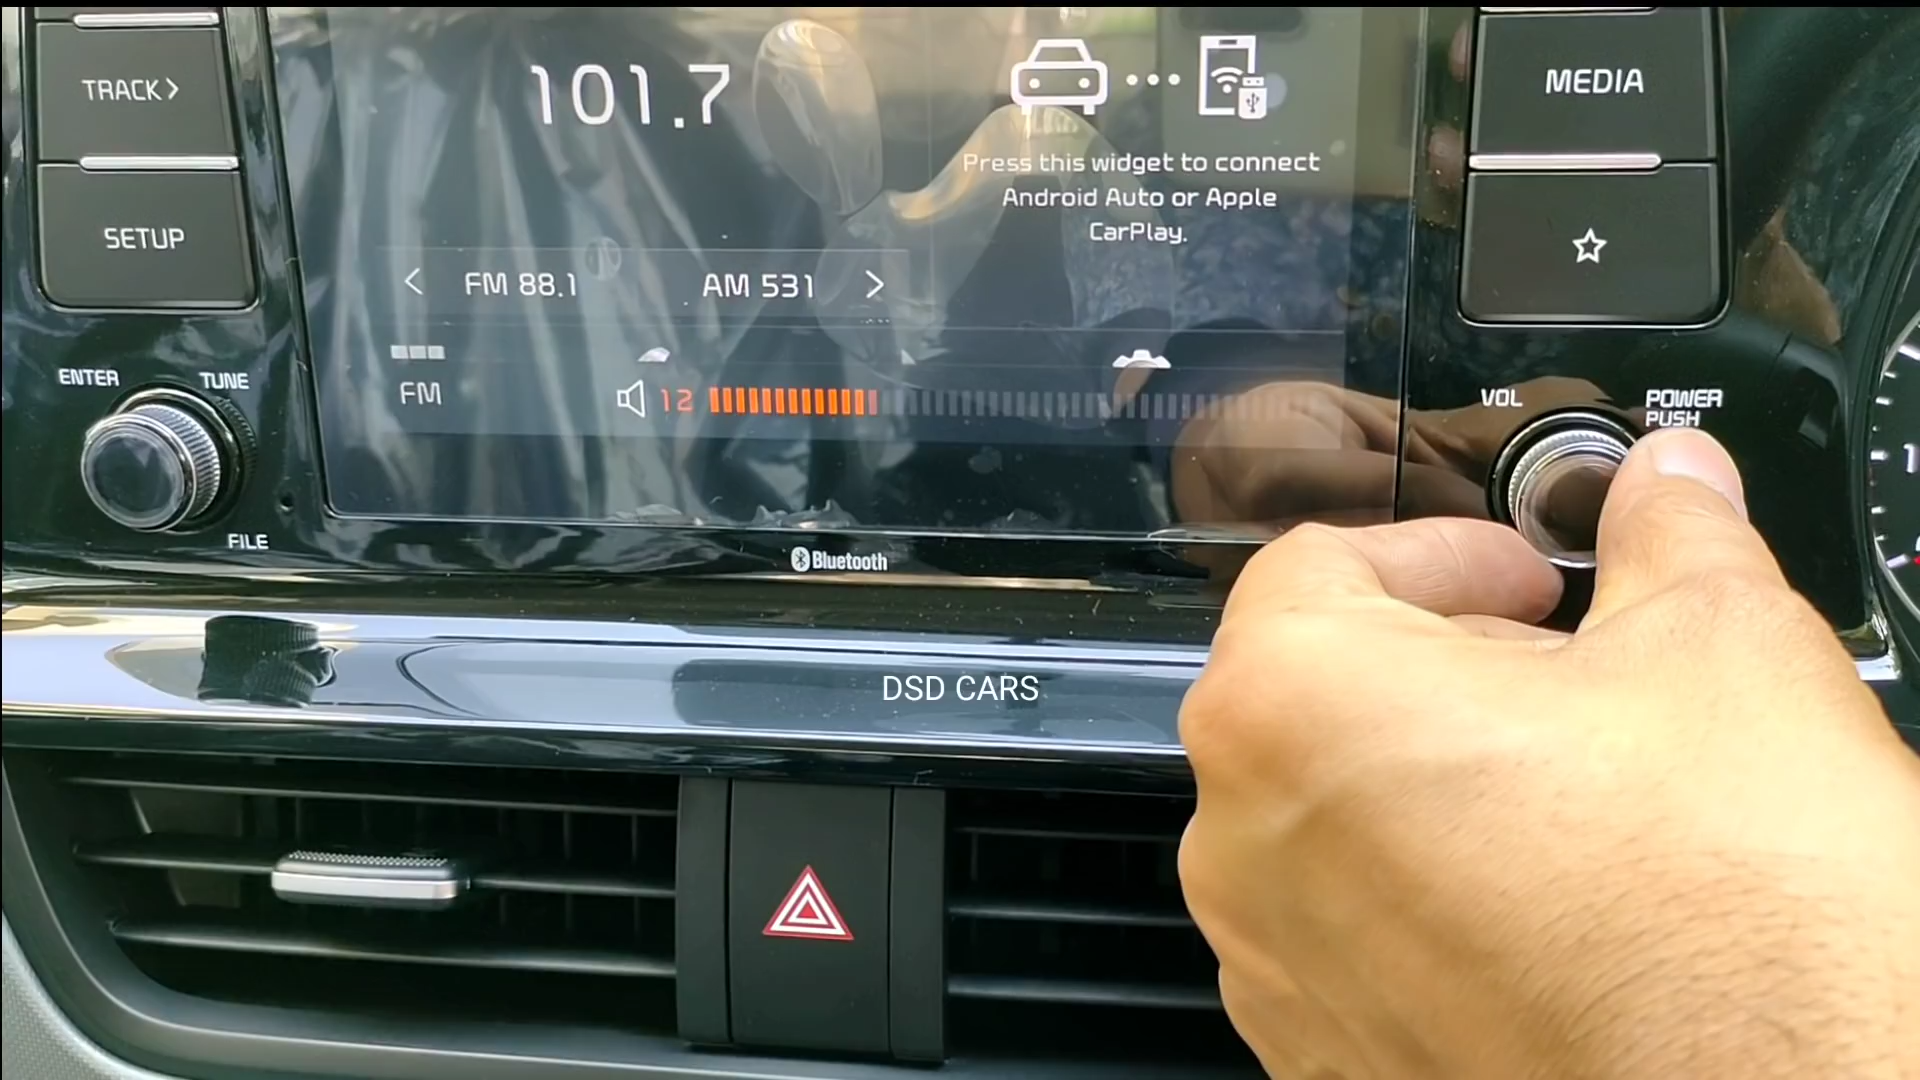 TRACK>
SETUP
101.7
Press this widget to connect
Android Auto or Apple
CarPlay.
< FM 88.1 AM 531 >
FM
12
MEDIA
ENTER
TUNE
FILE
VOL
POWER
PUSH
Bluetooth
DSD CARS